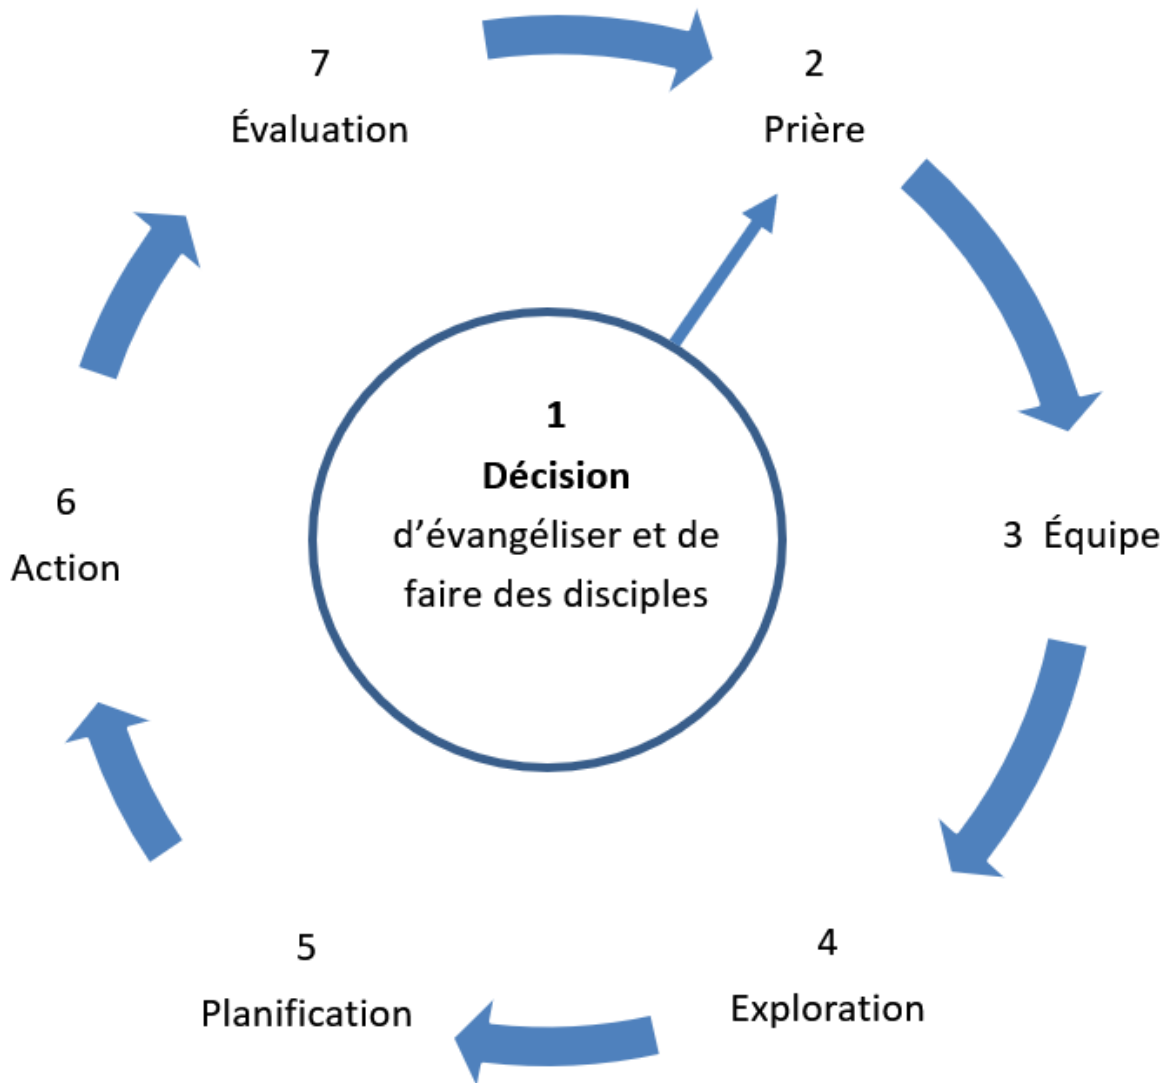 1
Décision
d’évangéliser et de
faire des disciples
2
Prière
3 Équipe
4
Exploration
5
Planification
6
Action
7
Évaluation